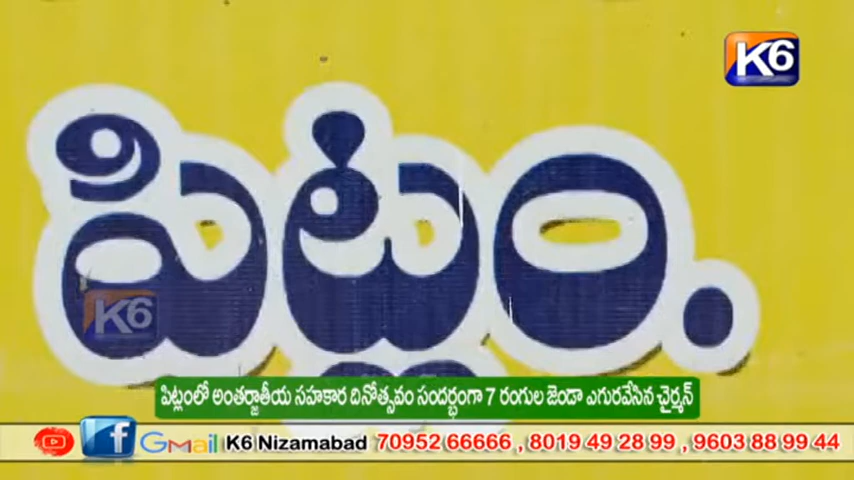 K6
పిట్లం.
K6
పిట్లంలో అంతర్జాతీయ సహకార దినోత్సవం సందర్భంగా 7 రంగుల జెండా ఎగురవేసిన ఛైర్మన్
f Gmail K6 Nizamabad 70952 66666 , 8019 49 28 99 , 9603 88 99 44